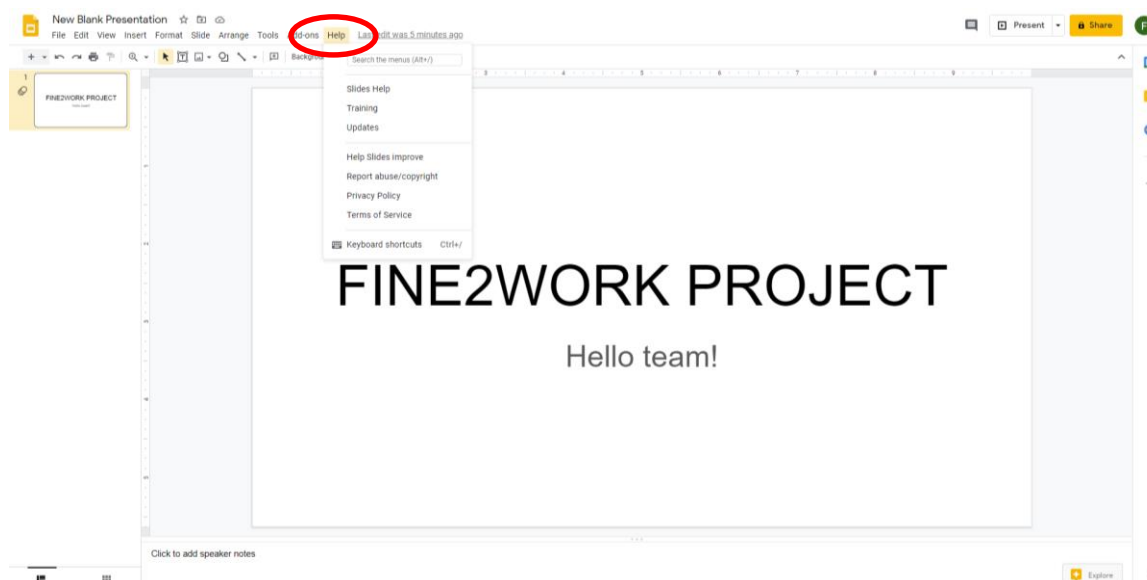 New Blank Presentation
File Edit View Insert Format Slide Arrange Tools Add-ons Help Last edit was 5 minutes ago
Present
Share
Search the menus (Alt+/)
1
FINE2WORK PROJECT
Slides Help
Training
Updates
Help Slides improve
Report abuse/copyright
Privacy Policy
Terms of Service
Keyboard shortcuts Ctrl+/
FINE2WORK PROJECT
Hello team!
Click to add speaker notes
Explore